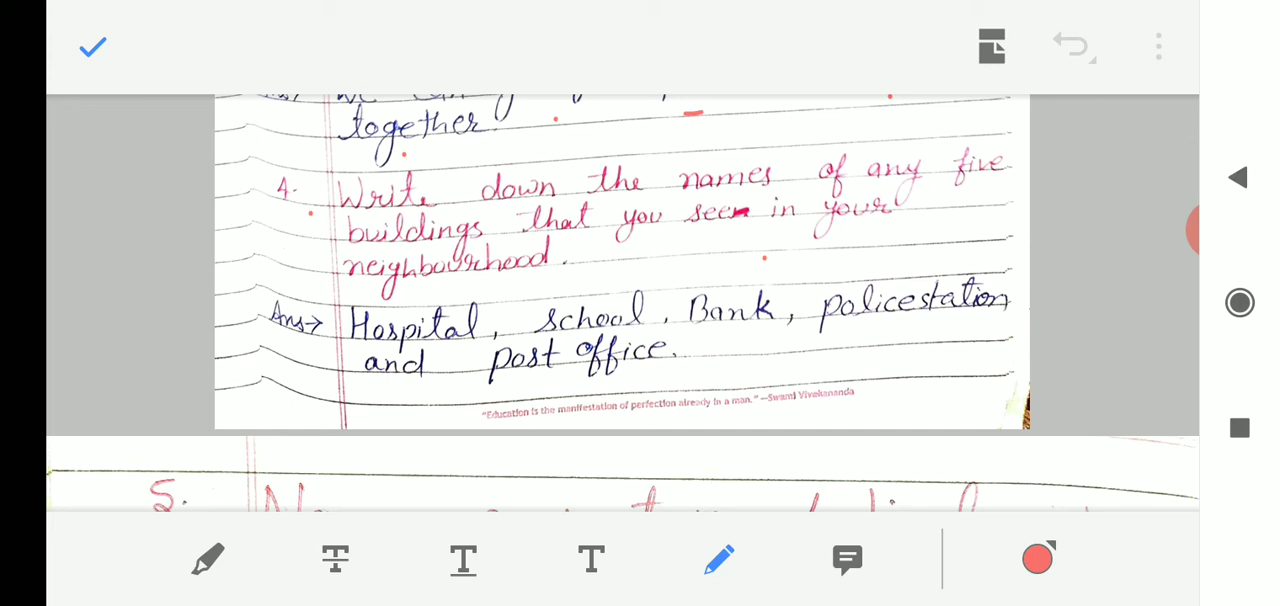 together.
4. Write down the names of any five
buildings that you see in your
neighbourhood.
Ans→ Hospital, school, Bank, policestation
and post office.
"Education is the manifestation of perfection already in a man." —Swami Vivekananda
5.
T T T